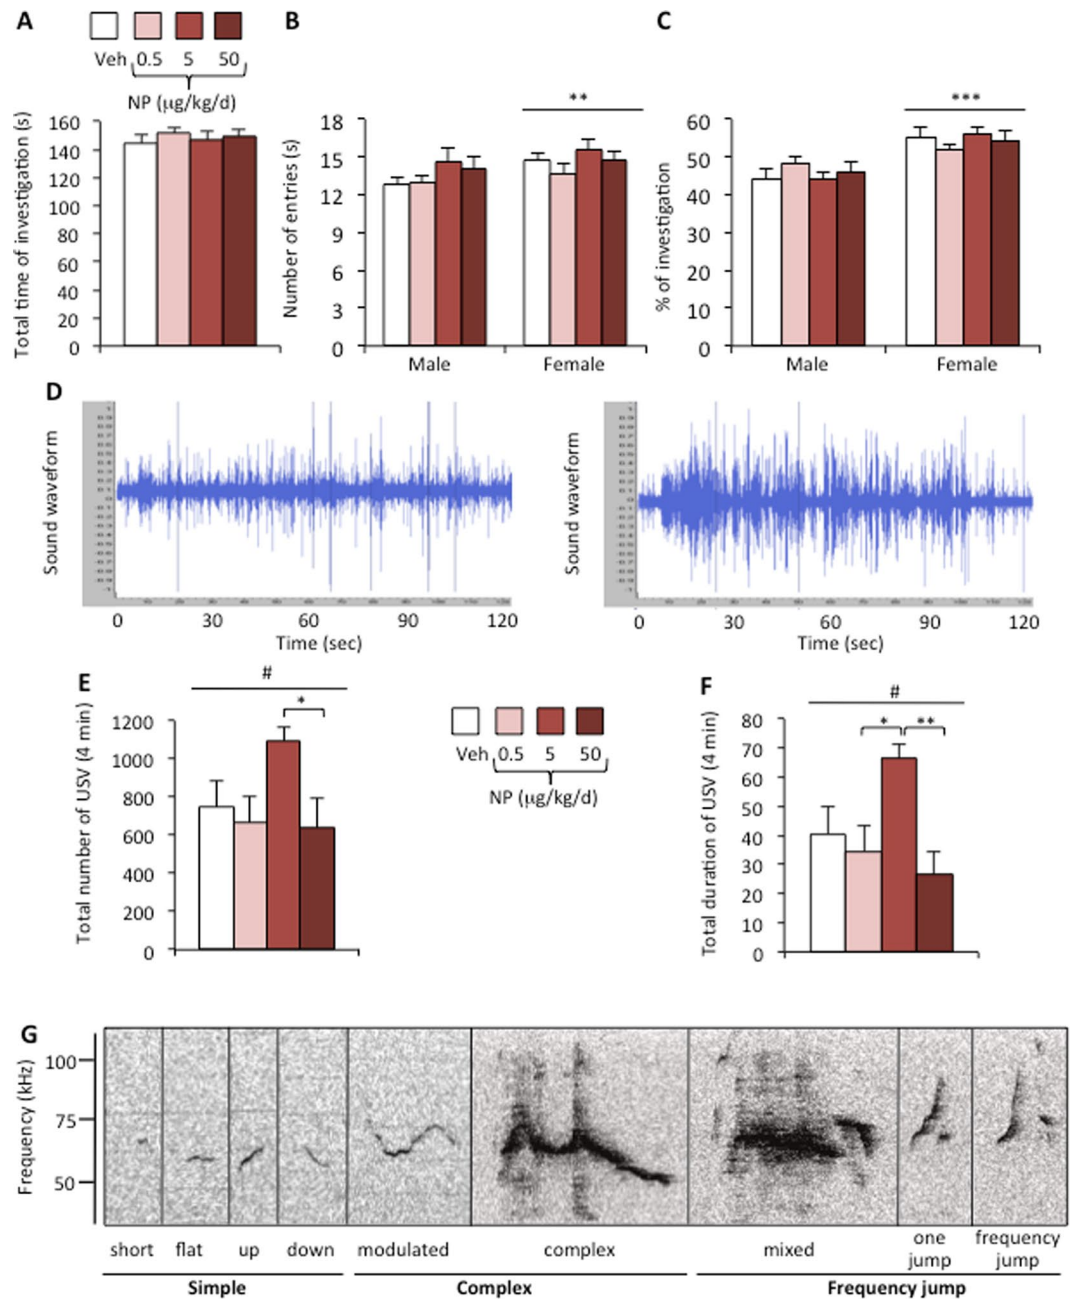 A
B
C
Veh 0.5 5 50
NP (µg/kg/d)
Total time of investigation (s)
160
140
120
100
80
60
40
20
0
Number of entries (s)
18
15
12
9
6
3
0
**
Male Female
% of investigation
60
50
40
30
20
10
0
***
Male Female
D
Sound waveform
0 30 60 90 120
Time (sec)
Sound waveform
0 30 60 90 120
Time (sec)
E
#
*
Total number of USV (4 min)
1200
1000
800
600
400
200
0
Veh 0.5 5 50
NP (µg/kg/d)
F
#
* **
Total duration of USV (4 min)
80
70
60
50
40
30
20
10
0
G
Frequency (kHz)
100
75
50
short flat up down modulated complex mixed one jump frequency jump
Simple Complex Frequency jump